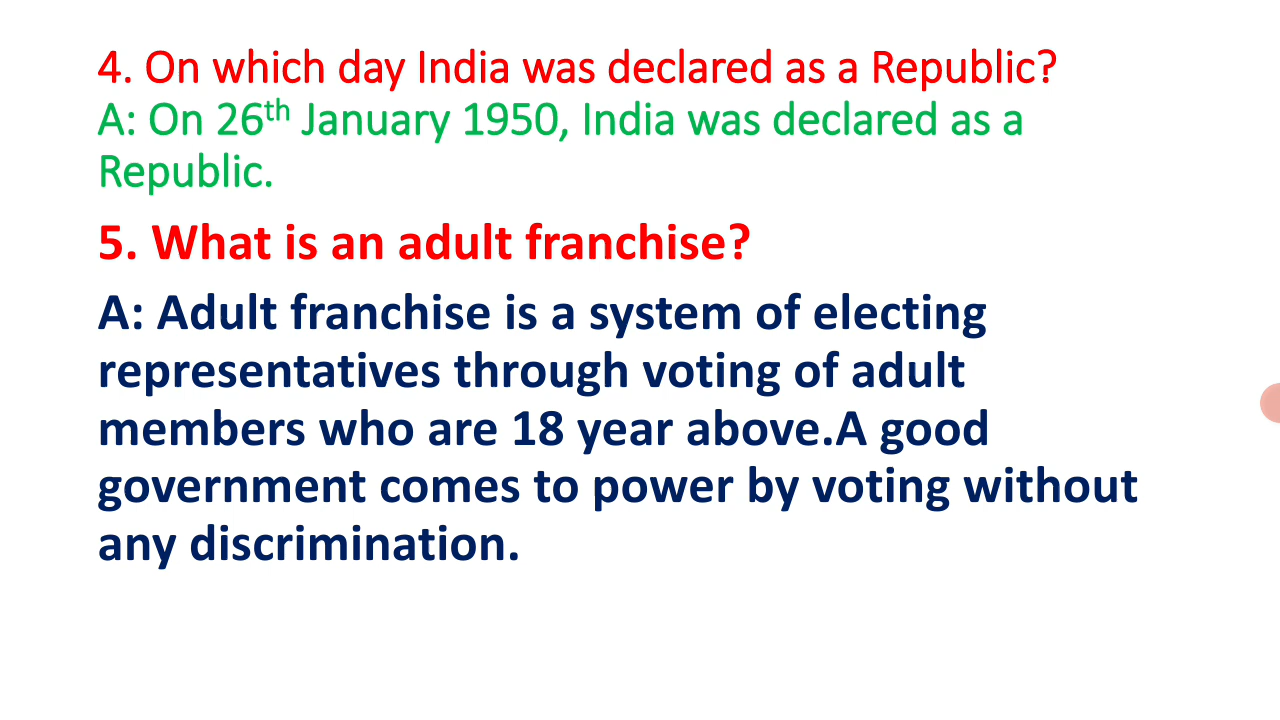 4. On which day India was declared as a Republic?
A: On 26th January 1950, India was declared as a
Republic.
5. What is an adult franchise?
A: Adult franchise is a system of electing
representatives through voting of adult
members who are 18 year above.A good
government comes to power by voting without
any discrimination.